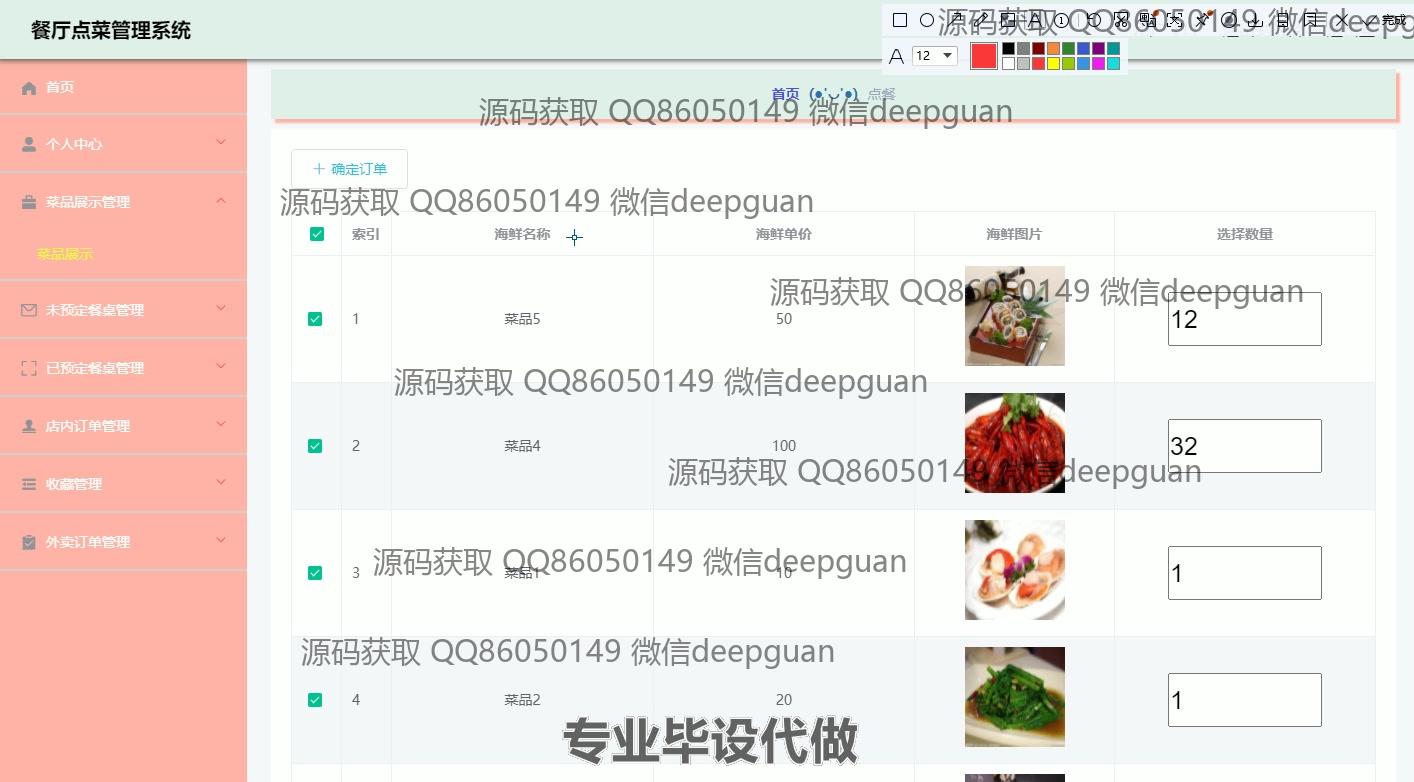 餐厅点菜管理系统
源码获取 QQ86050149 微信deepg
完成
A 12
首页
个人中心
菜品展示管理
菜品展示
未预定餐桌管理
已预定餐桌管理
店内订单管理
收藏管理
外卖订单管理
首页 (●'◡'●) 点餐
源码获取 QQ86050149 微信deepguan
+ 确定订单
源码获取 QQ86050149 微信deepguan
索引 海鲜名称 海鲜单价 海鲜图片 选择数量
源码获取 QQ86050149 微信deepguan
1 菜品5 50 12
源码获取 QQ86050149 微信deepguan
2 菜品4 100 32
源码获取 QQ86050149 微信deepguan
源码获取 QQ86050149 微信deepguan
3 菜品1 10 1
源码获取 QQ86050149 微信deepguan
4 菜品2 20 1
专业毕设代做